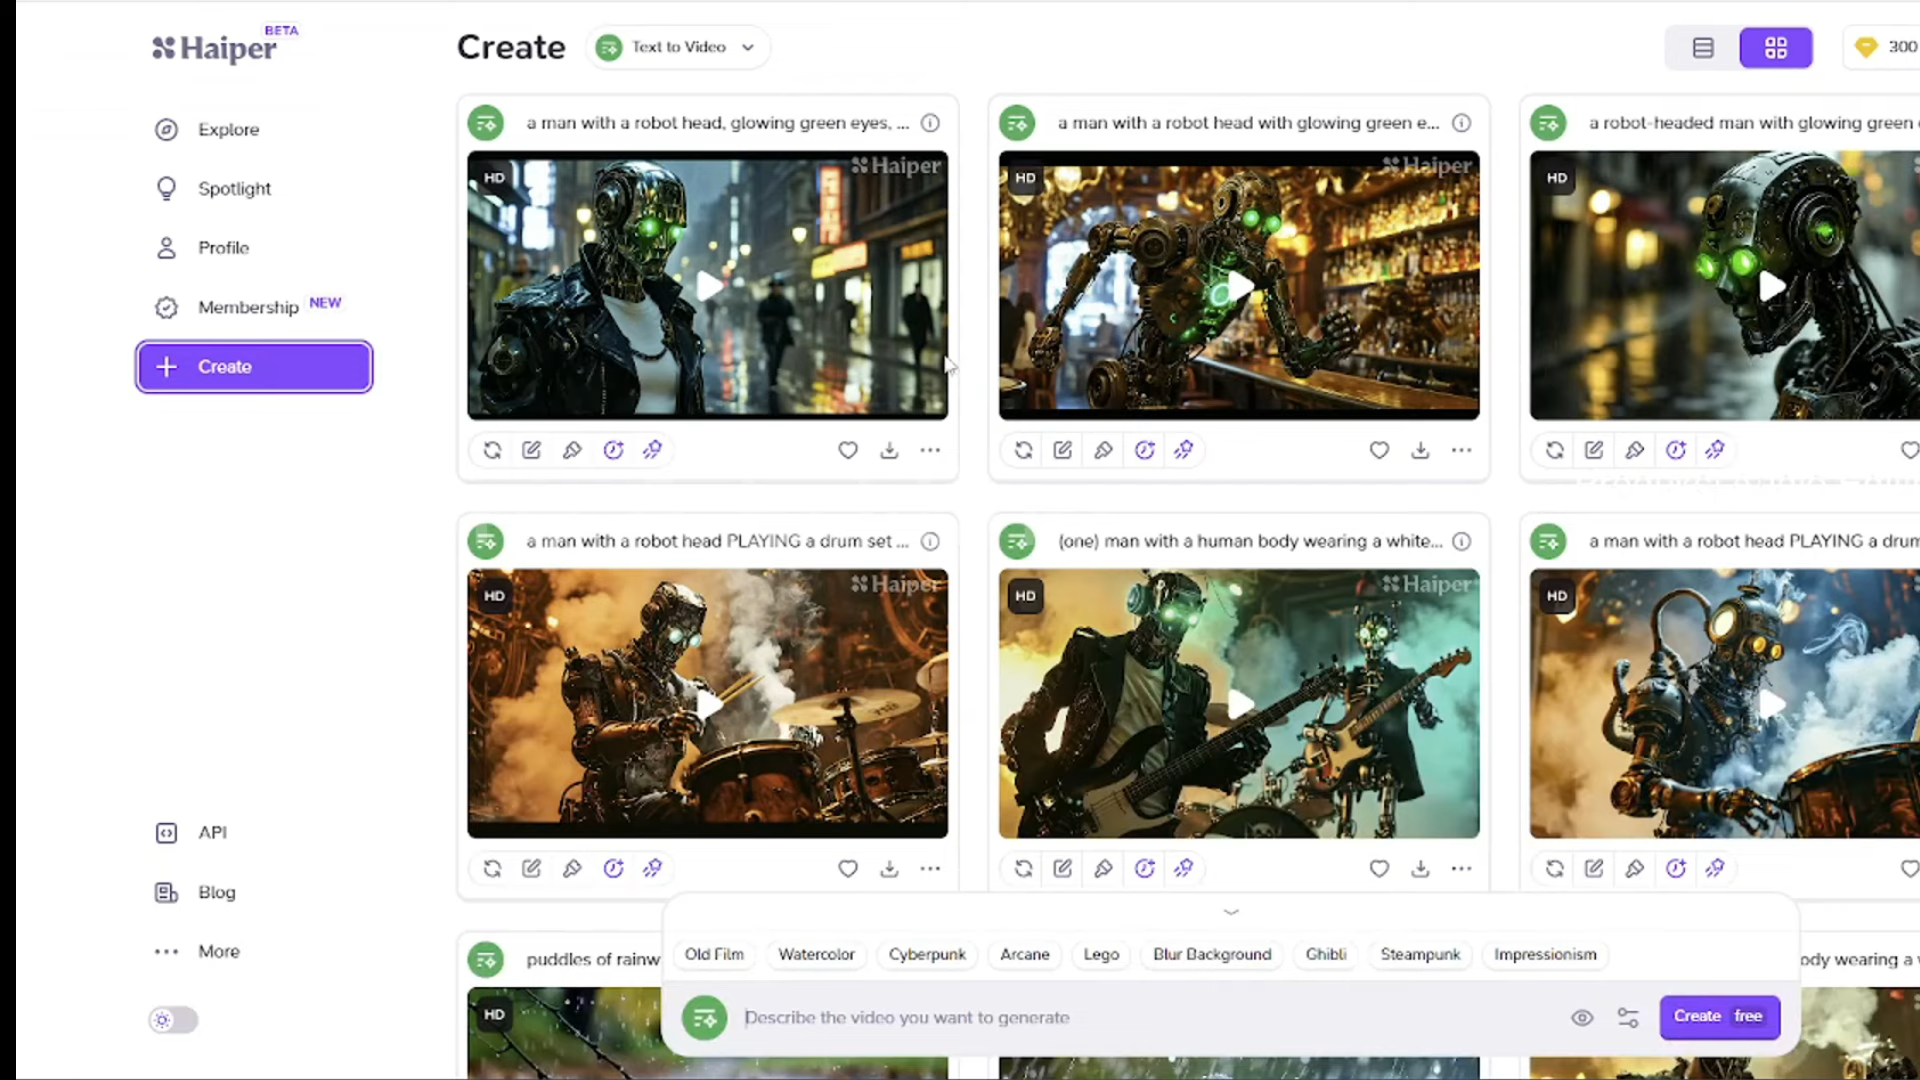 Haiper BETA
Create
Text to Video
300
Explore
Spotlight
Profile
Membership NEW
Create
a man with a robot head, glowing green eyes, ...
a man with a robot head with glowing green e...
a robot-headed man with glowing green
HD
Haiper
HD
Haiper
HD
a man with a robot head PLAYING a drum set ...
(one) man with a human body wearing a white...
a man with a robot head PLAYING a drum
HD
Haiper
HD
Haiper
HD
API
Blog
More
puddles of rainw
ody wearing a
HD
Old Film
Watercolor
Cyberpunk
Arcane
Lego
Blur Background
Ghibli
Steampunk
Impressionism
Describe the video you want to generate
Create free